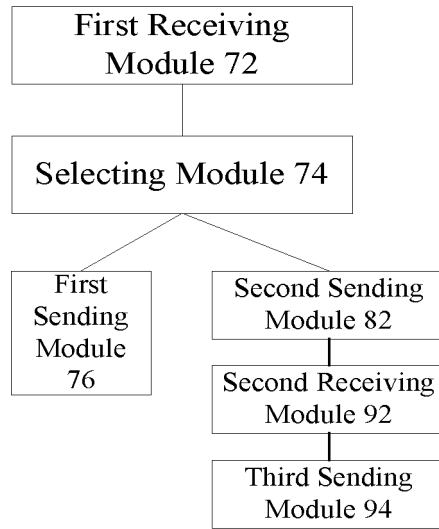 First Receiving
Module 72
Selecting Module 74
First
Sending
Module
76
Second Sending
Module 82
Second Receiving
Module 92
Third Sending
Module 94